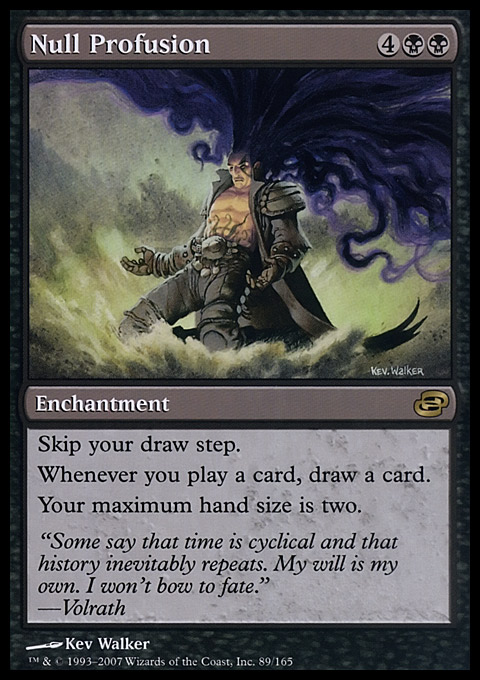 Null Profusion 4
KEV. WALKER
Enchantment
Skip your draw step.
Whenever you play a card, draw a card.
Your maximum hand size is two.
“Some say that time is cyclical and that
history inevitably repeats. My will is my
own. I won’t bow to fate.”
—Volrath
Kev Walker
™ & © 1993–2007 Wizards of the Coast, Inc. 89/165